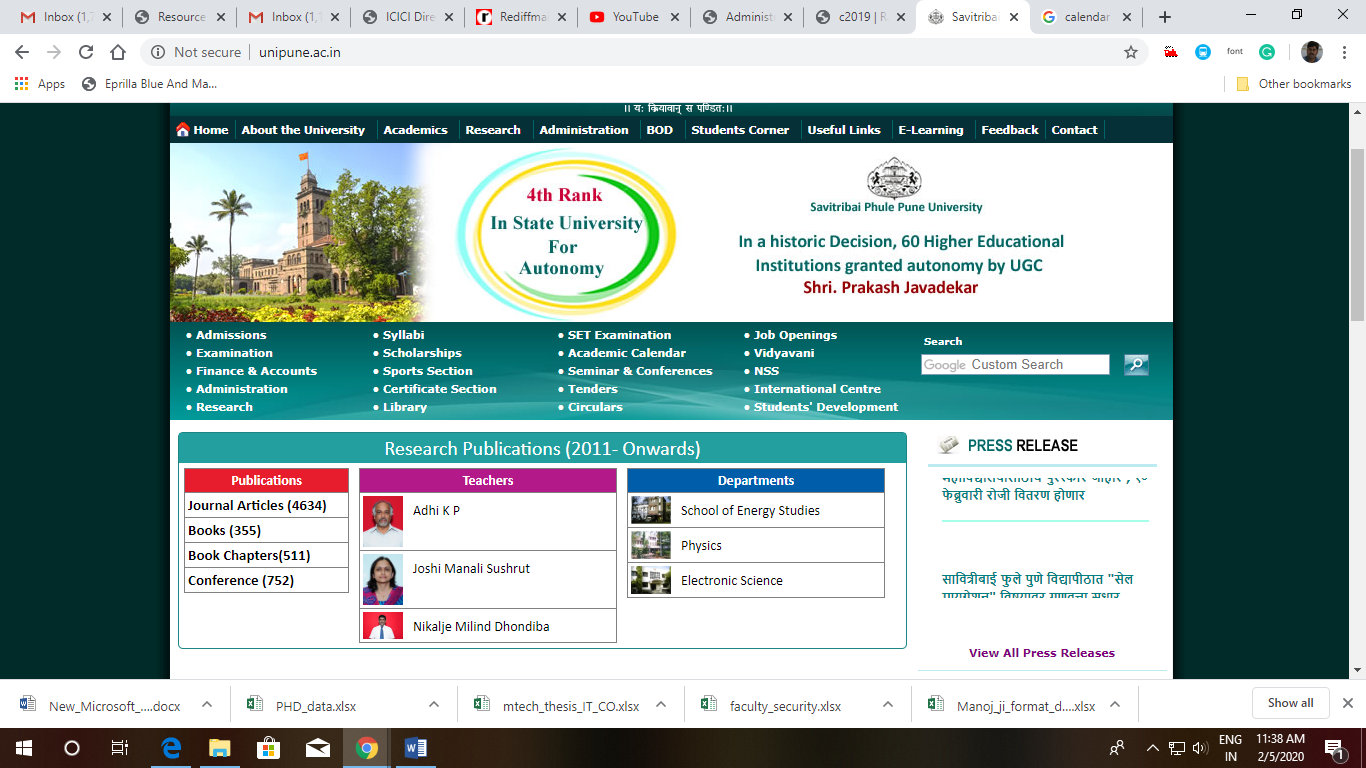 Inbox (1,
Resource
Inbox (1,
ICICI Dire
Rediffma
YouTube
Administ
c2019 | R
Savitriba
calendar
Not secure | unipune.ac.in
font
Apps
Eprilla Blue And Ma...
Other bookmarks
।। यः क्रियावान् स पण्डितः।।
Home
About the University
Academics
Research
Administration
BOD
Students Corner
Useful Links
E-Learning
Feedback
Contact
4th Rank
In State University
For
Autonomy
Savitribai Phule Pune University
In a historic Decision, 60 Higher Educational
Institutions granted autonomy by UGC
Shri. Prakash Javadekar
• Admissions
• Examination
• Finance & Accounts
• Administration
• Research
• Syllabi
• Scholarships
• Sports Section
• Certificate Section
• Library
• SET Examination
• Academic Calendar
• Seminar & Conferences
• Tenders
• Circulars
• Job Openings
• Vidyavani
• NSS
• International Centre
• Students' Development
Search
Google Custom Search
Research Publications (2011- Onwards)
Publications
Journal Articles (4634)
Books (355)
Book Chapters(511)
Conference (752)
Teachers
Adhi K P
Joshi Manali Sushrut
Nikalje Milind Dhondiba
Departments
School of Energy Studies
Physics
Electronic Science
PRESS RELEASE
फेब्रुवारी रोजी वितरण होणार
सावित्रीबाई फुले पुणे विद्यापीठात "सेल
View All Press Releases
New_Microsoft_....docx
PHD_data.xlsx
mtech_thesis_IT_CO.xlsx
faculty_security.xlsx
Manoj_ji_format_d....xlsx
Show all
ENG
IN
11:38 AM
2/5/2020
1